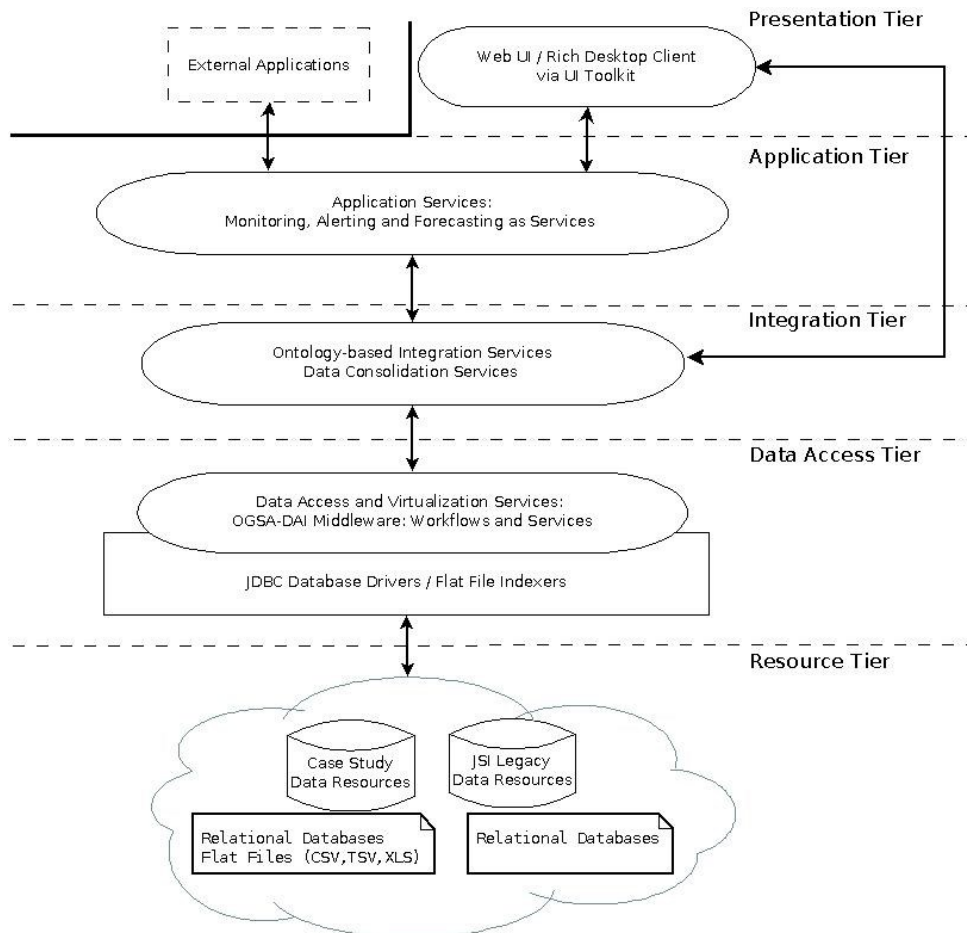 Presentation Tier
External Applications
Web UI / Rich Desktop Client
via UI Toolkit
Application Tier
Application Services:
Monitoring, Alerting and Forecasting as Services
Integration Tier
Ontology-based Integration Services
Data Consolidation Services
Data Access Tier
Data Access and Virtualization Services:
OGSA-DAI Middleware: Workflows and Services
JDBC Database Drivers / Flat File Indexers
Resource Tier
Case Study
Data Resources
JSI Legacy
Data Resources
Relational Databases
Flat Files (CSV,TSV,XLS)
Relational Databases